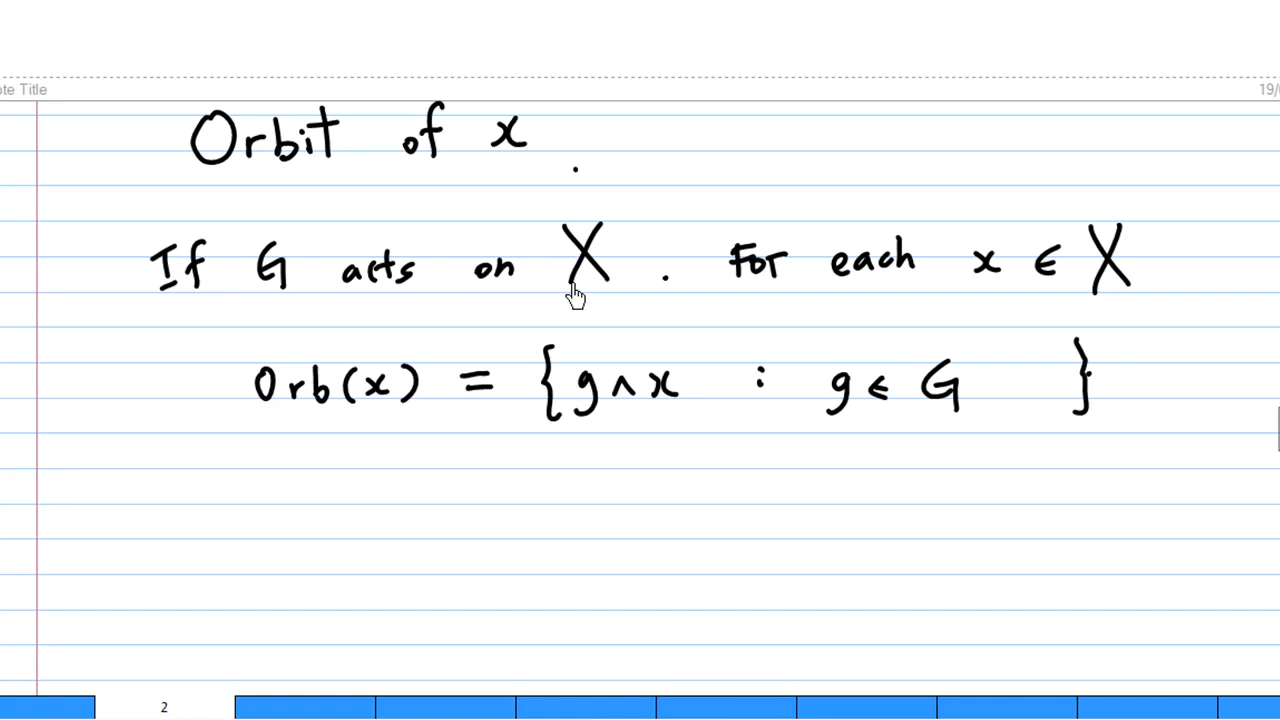 ote Title
19/
Orbit of x .
If G acts on X . For each x ∈ X
Orb(x) = { g ∧ x : g ∈ G }
2